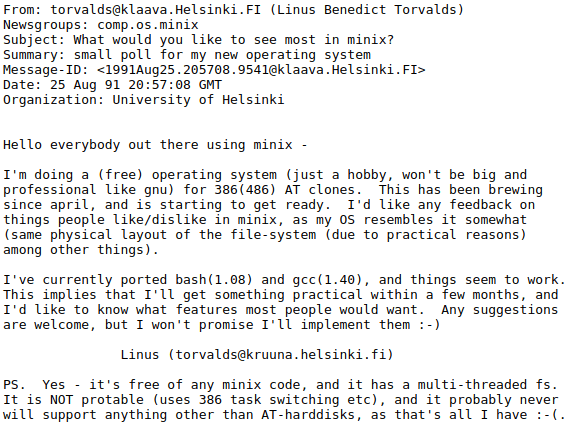 From: torvalds@klaava.Helsinki.FI (Linus Benedict Torvalds)
Newsgroups: comp.os.minix
Subject: What would you like to see most in minix?
Summary: small poll for my new operating system
Message-ID: <1991Aug25.205708.9541@klaava.Helsinki.FI>
Date: 25 Aug 91 20:57:08 GMT
Organization: University of Helsinki
Hello everybody out there using minix -
I'm doing a (free) operating system (just a hobby, won't be big and
professional like gnu) for 386(486) AT clones.  This has been brewing
since april, and is starting to get ready.  I'd like any feedback on
things people like/dislike in minix, as my OS resembles it somewhat
(same physical layout of the file-system (due to practical reasons)
among other things).
I've currently ported bash(1.08) and gcc(1.40), and things seem to work.
This implies that I'll get something practical within a few months, and
I'd like to know what features most people would want.  Any suggestions
are welcome, but I won't promise I'll implement them :-)
Linus (torvalds@kruuna.helsinki.fi)
PS.  Yes - it's free of any minix code, and it has a multi-threaded fs.
It is NOT protable (uses 386 task switching etc), and it probably never
will support anything other than AT-harddisks, as that's all I have :-(.